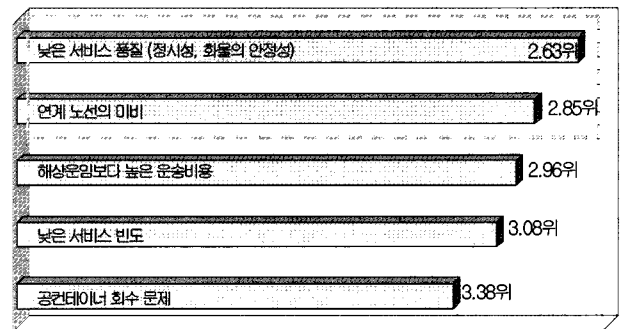 낮은 서비스 품질 (정시성, 화물의 안정성) 2.63위
연계 노선의 미비 2.85위
해상운임보다 높은 운송비용 2.96위
낮은 서비스 빈도 3.08위
공컨테이너 회수 문제 3.38위